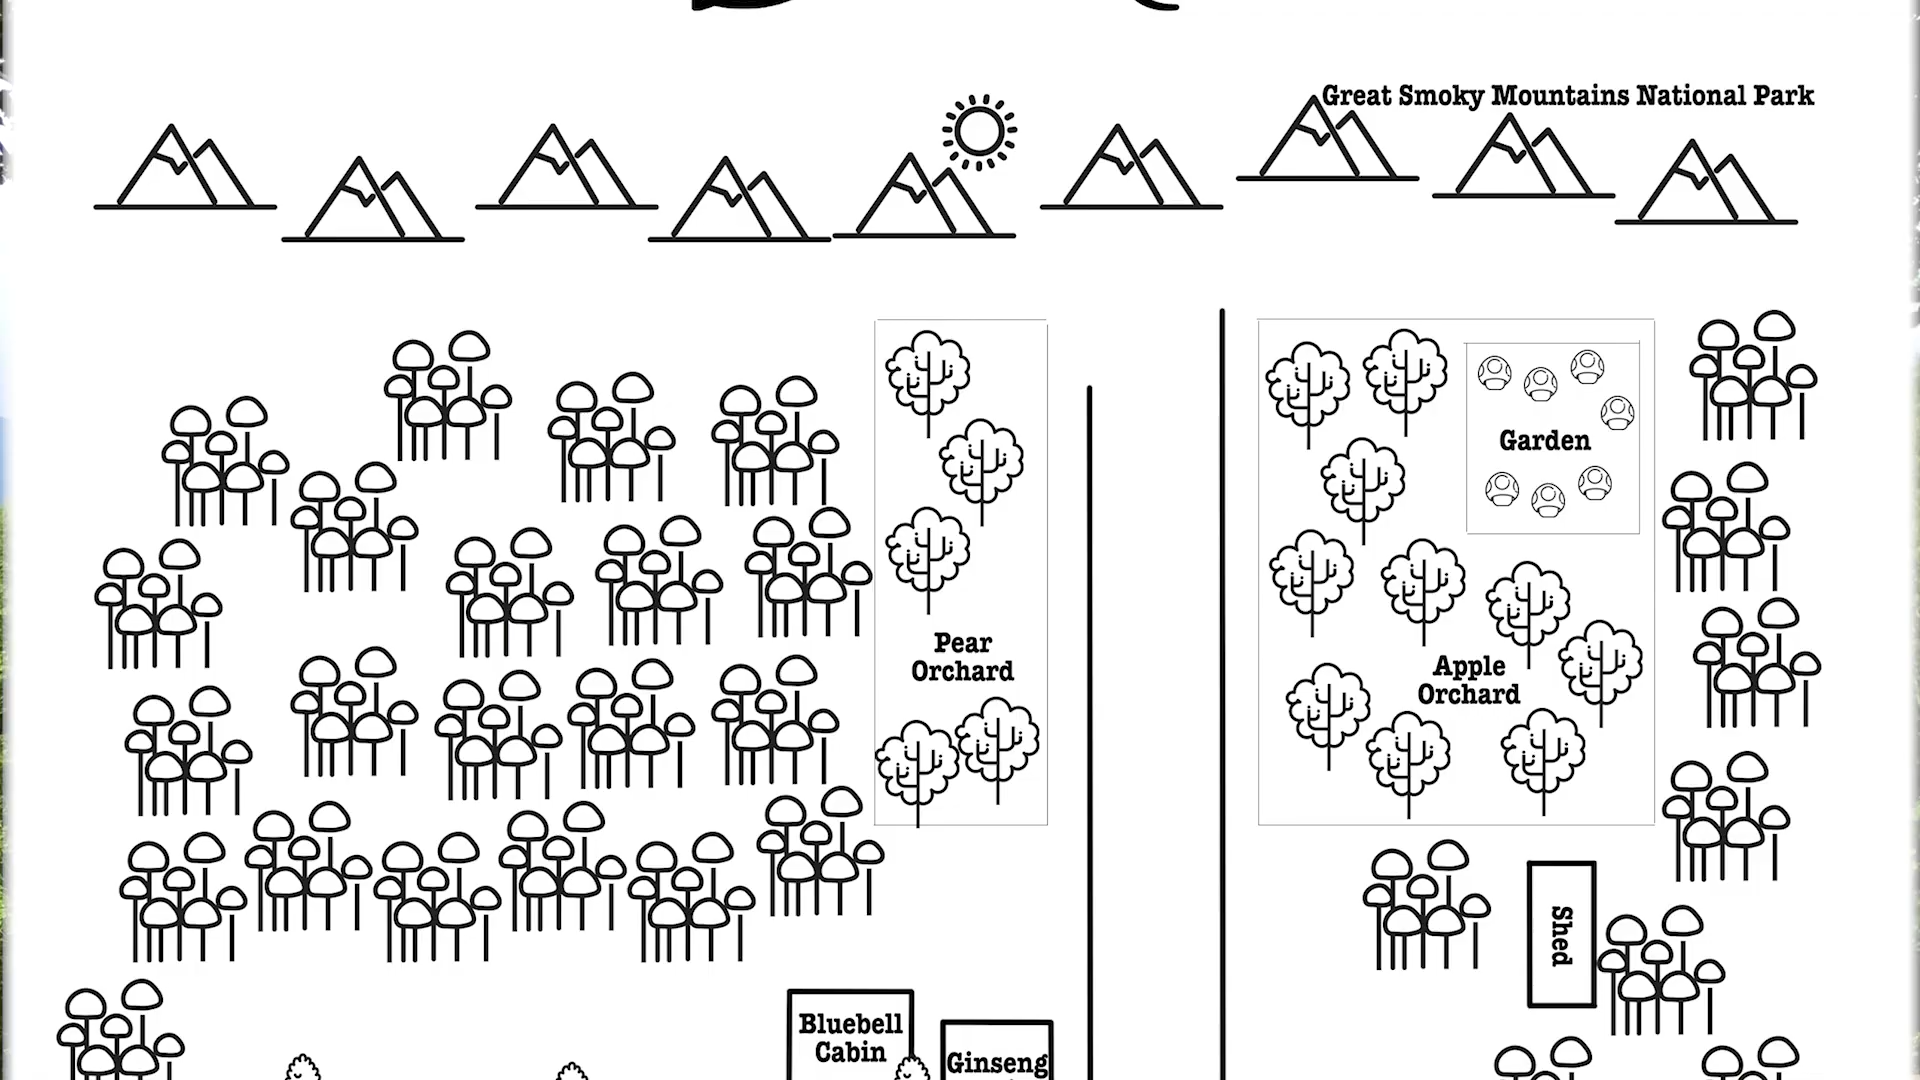 Great Smoky Mountains National Park
Garden
Pear
Orchard
Apple
Orchard
Shed
Bluebell
Cabin
Ginseng